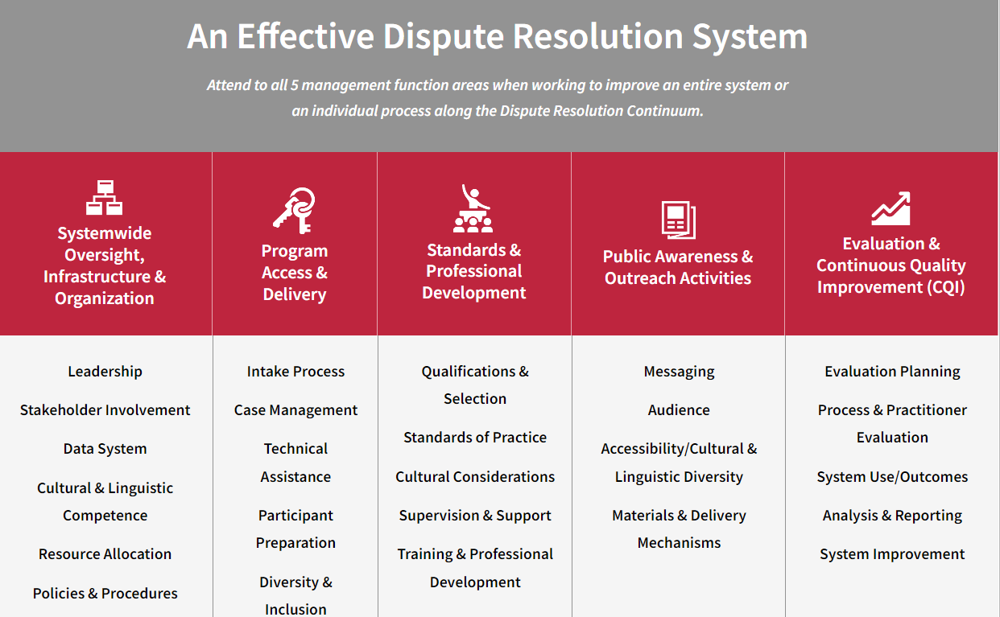 An Effective Dispute Resolution System
Attend to all 5 management function areas when working to improve an entire system or
an individual process along the Dispute Resolution Continuum.
Systemwide
Oversight,
Infrastructure &
Organization
Leadership
Stakeholder Involvement
Data System
Cultural & Linguistic
Competence
Resource Allocation
Policies & Procedures
Program
Access &
Delivery
Intake Process
Case Management
Technical
Assistance
Participant
Preparation
Diversity &
Inclusion
Standards &
Professional
Development
Qualifications &
Selection
Standards of Practice
Cultural Considerations
Supervision & Support
Training & Professional
Development
Public Awareness &
Outreach Activities
Messaging
Audience
Accessibility/Cultural &
Linguistic Diversity
Materials & Delivery
Mechanisms
Evaluation &
Continuous Quality
Improvement (CQI)
Evaluation Planning
Process & Practitioner
Evaluation
System Use/Outcomes
Analysis & Reporting
System Improvement